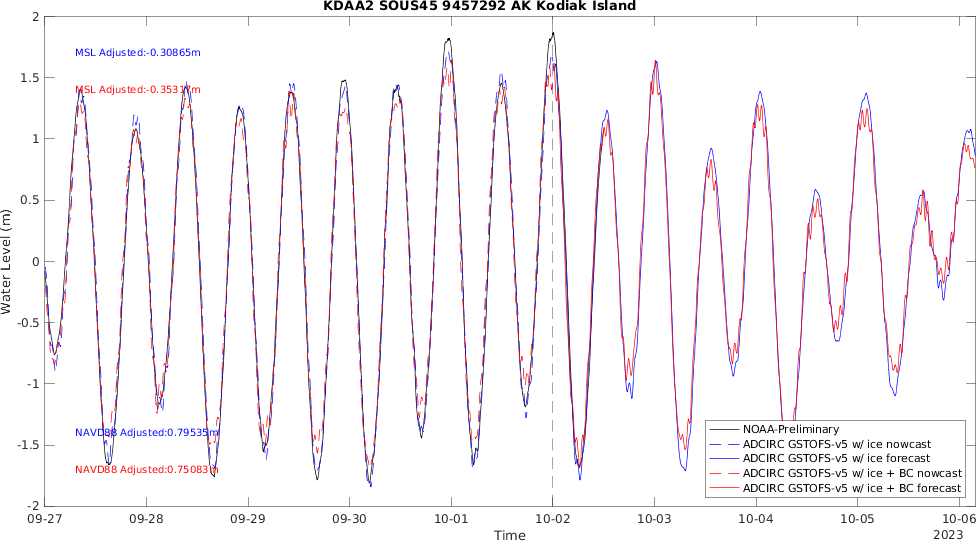 KDAA2 SOUS45 9457292 AK Kodiak Island
2
1.5
1
0.5
0
-0.5
-1
-1.5
-2
Water Level (m)
MSL Adjusted:-0.30865m
MSL Adjusted:-0.35317m
NAVD88 Adjusted:0.79535m
NAVD88 Adjusted:0.75083m
NOAA-Preliminary
ADCIRC GSTOFS-v5 w/ ice nowcast
ADCIRC GSTOFS-v5 w/ ice forecast
ADCIRC GSTOFS-v5 w/ ice + BC nowcast
ADCIRC GSTOFS-v5 w/ ice + BC forecast
09-27 09-28 09-29 09-30 10-01 10-02 10-03 10-04 10-05 10-06
Time
2023